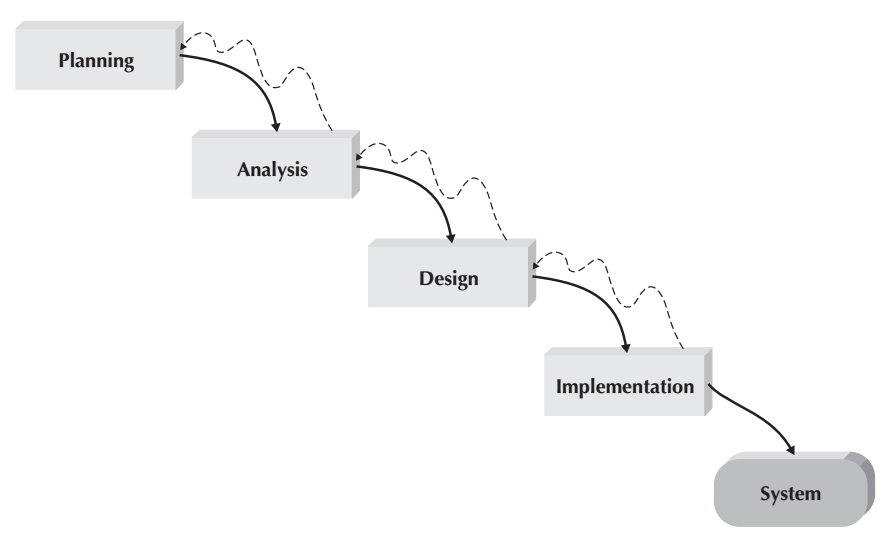 Planning
Analysis
Design
Implementation
System